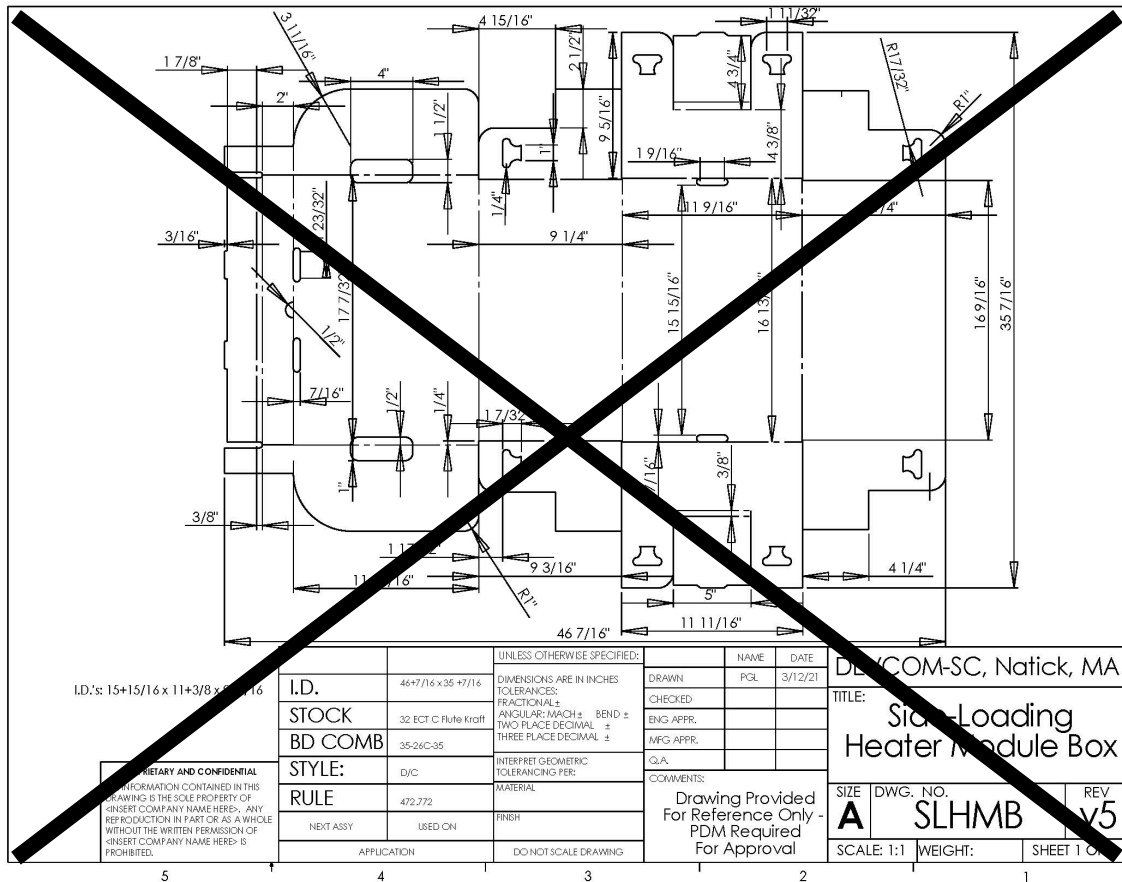 3 11/16"
4 15/16"
1 11/32"
1 7/8"
4"
2 1/2"
4 3/4"
R17/32"
2"
1 1/2"
9 5/16"
R1"
1"
1 9/16"
4 3/8"
1/4"
23/32"
11 9/16"
3/16"
9 1/4"
17 7/32"
15 15/16"
16 9/16"
35 7/16"
1/2"
7/16"
1/2"
1/4"
1 7/32"
3/8"
1"
3/8"
9 3/16"
4 1/4"
R1"
5"
11 11/16"
46 7/16"
I.D.'s: 15+15/16 x 11+3/8 x
I.D. 46+7/16 x 35 +7/16
STOCK 32 ECT C Flute Kraft
BD COMB 35-26C-35
STYLE: D/C
RULE 472.772
NEXT ASSY USED ON
APPLICATION
UNLESS OTHERWISE SPECIFIED:
DIMENSIONS ARE IN INCHES
TOLERANCES:
FRACTIONAL ±
ANGULAR: MACH ± BEND ±
TWO PLACE DECIMAL ±
THREE PLACE DECIMAL ±
INTERPRET GEOMETRIC
TOLERANCING PER:
MATERIAL
FINISH
DO NOT SCALE DRAWING
NAME DATE
DRAWN PGL 3/12/21
CHECKED
ENG APPR.
MFG APPR.
Q.A.
COMMENTS:
Drawing Provided
For Reference Only -
PDM Required
For Approval
COM-SC, Natick, MA
TITLE:
Side-Loading
Heater Module Box
SIZE DWG. NO. REV
A SLHMB v5
SCALE: 1:1 WEIGHT: SHEET 1
RIETARY AND CONFIDENTIAL
INFORMATION CONTAINED IN THIS
DRAWING IS THE SOLE PROPERTY OF
<INSERT COMPANY NAME HERE>. ANY
REPRODUCTION IN PART OR AS A WHOLE
WITHOUT THE WRITTEN PERMISSION OF
<INSERT COMPANY NAME HERE> IS
PROHIBITED.
5 4 3 2 1